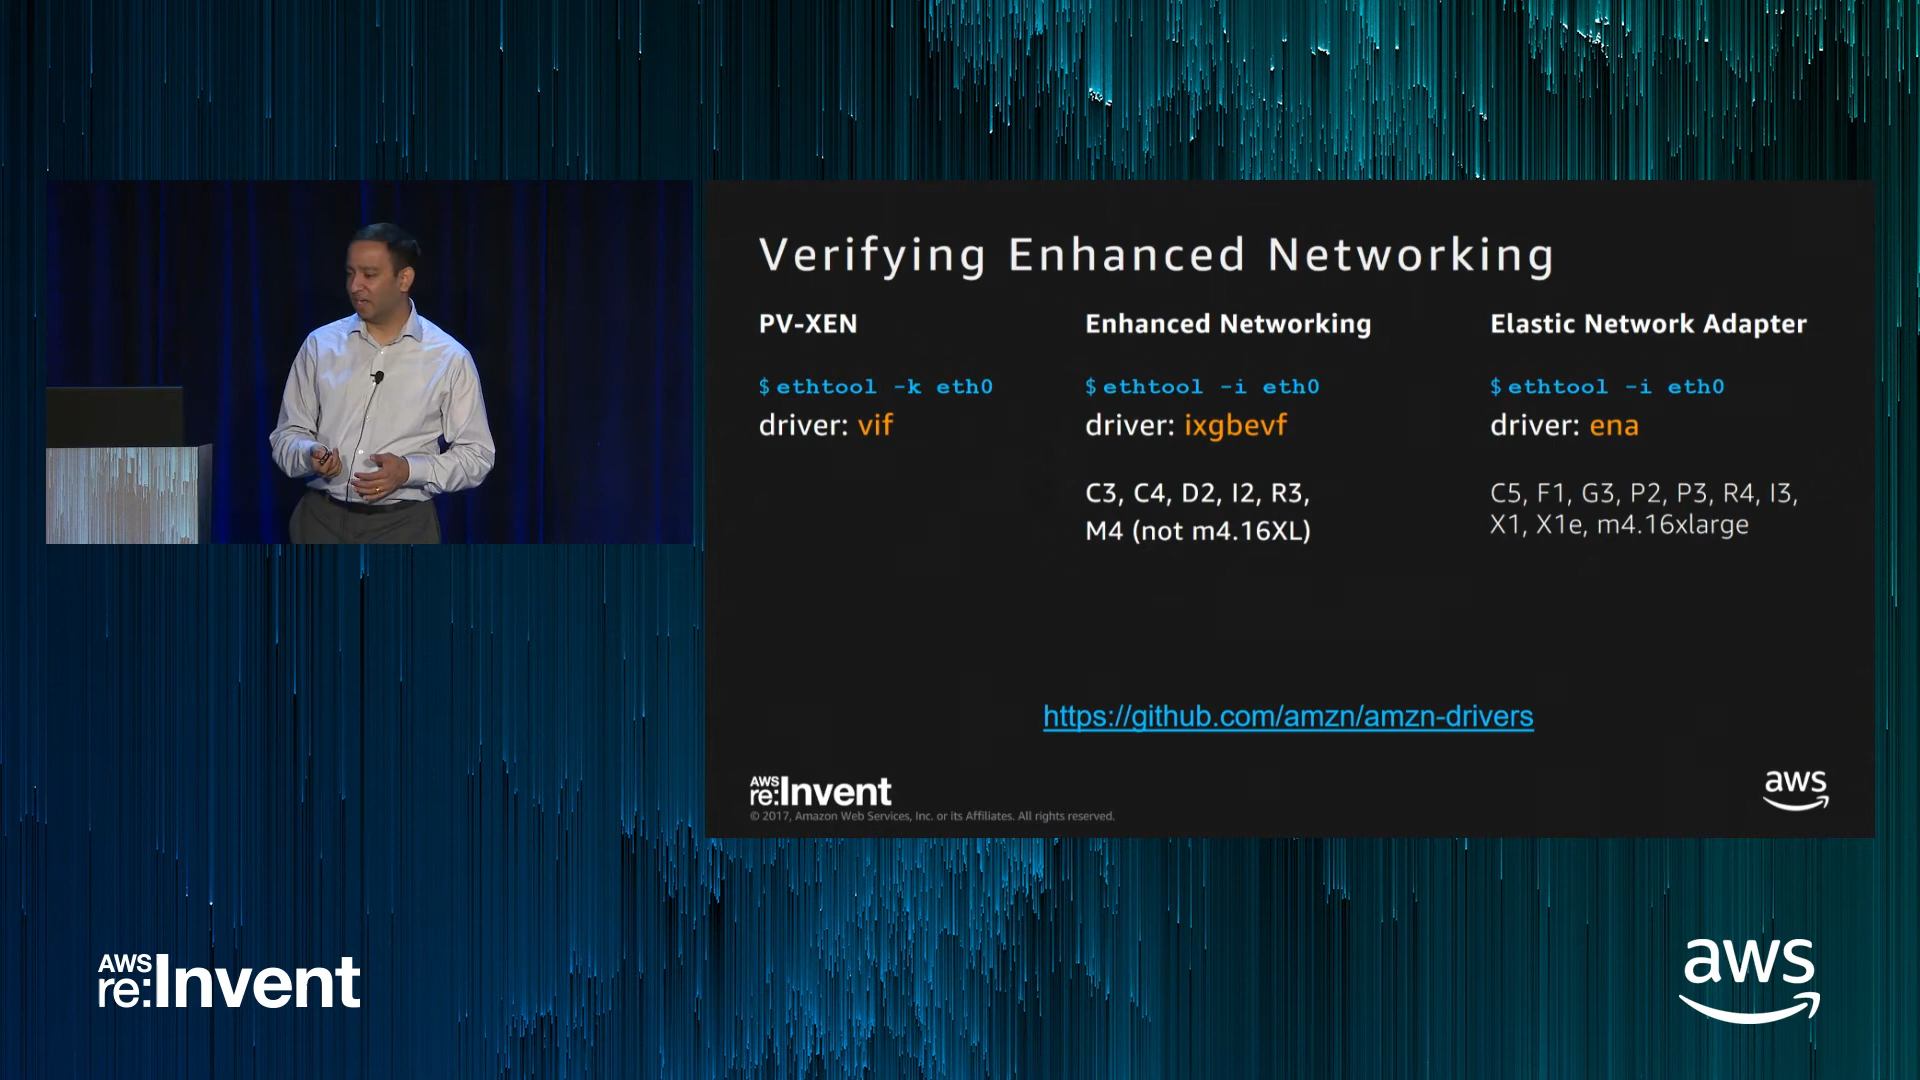 Verifying Enhanced Networking
PV-XEN
$ ethtool -k eth0
driver: vif
Enhanced Networking
$ ethtool -i eth0
driver: ixgbevf
C3, C4, D2, I2, R3,
M4 (not m4.16XL)
Elastic Network Adapter
$ ethtool -i eth0
driver: ena
C5, F1, G3, P2, P3, R4, I3,
X1, X1e, m4.16xlarge
https://github.com/amzn/amzn-drivers
AWS
re:Invent
© 2017, Amazon Web Services, Inc. or its Affiliates. All rights reserved.
aws
AWS
re:Invent
aws